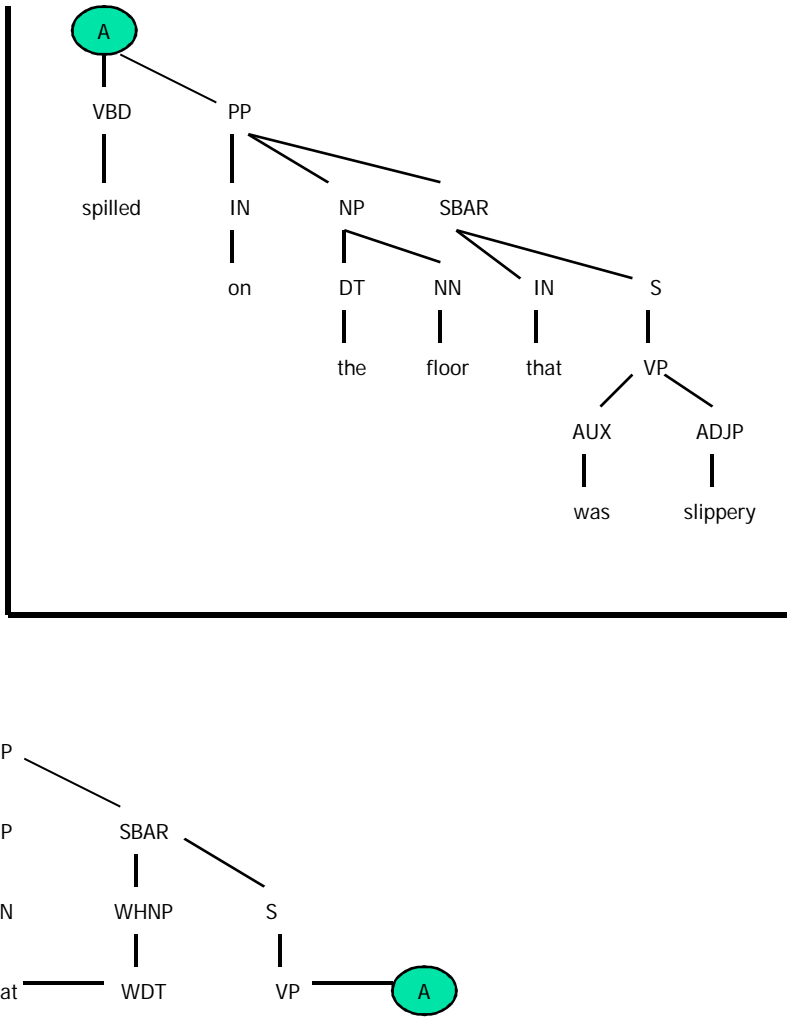 A
VBD PP
spilled IN NP SBAR
on DT NN IN S
the floor that VP
AUX ADJP
was slippery
P
P SBAR
N WHNP S
at WDT VP A